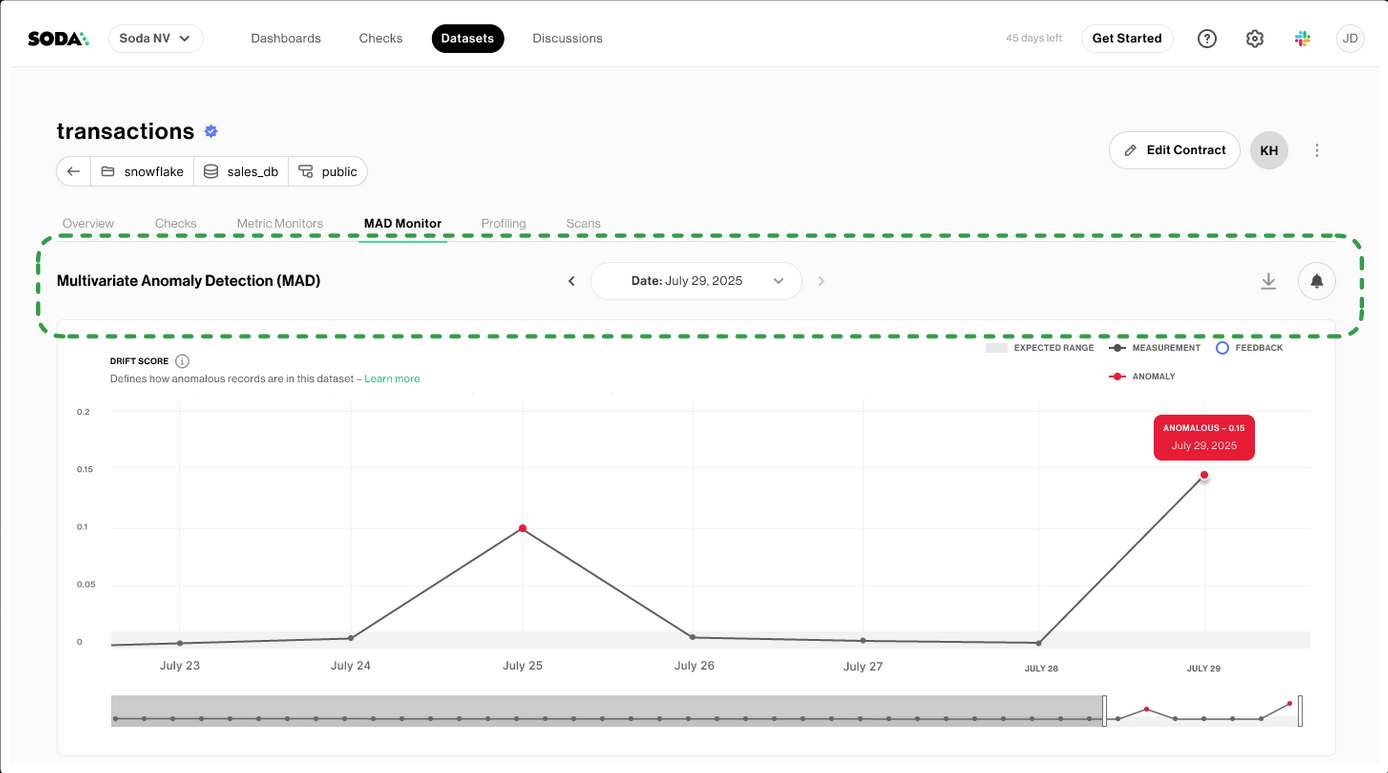 SODA
Soda NV
Dashboards
Checks
Datasets
Discussions
45 days left
Get Started
JD
transactions
snowflake
sales_db
public
Edit Contract
KH
Overview
Checks
Metric Monitors
MAD Monitor
Profiling
Scans
Multivariate Anomaly Detection (MAD)
Date: July 29, 2025
DRIFT SCORE
Defines how anomalous records are in this dataset – Learn more
EXPECTED RANGE
MEASUREMENT
FEEDBACK
ANOMALY
0.2
0.15
0.1
0.05
0
ANOMALOUS – 0.15
July 29, 2025
July 23
July 24
July 25
July 26
July 27
JULY 28
JULY 29